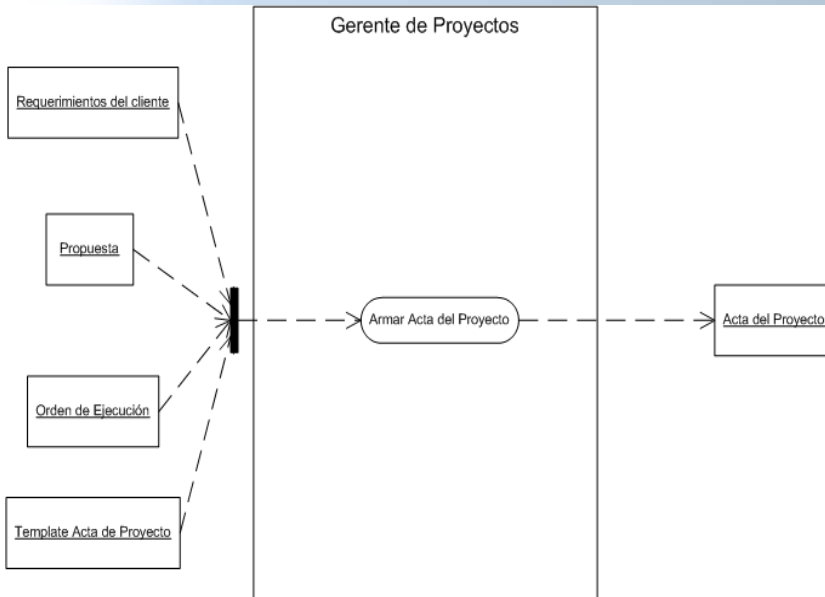 Gerente de Proyectos
Requerimientos del cliente
Propuesta
Armar Acta del Proyecto
Acta del Proyecto
Orden de Ejecución
Template Acta de Proyecto